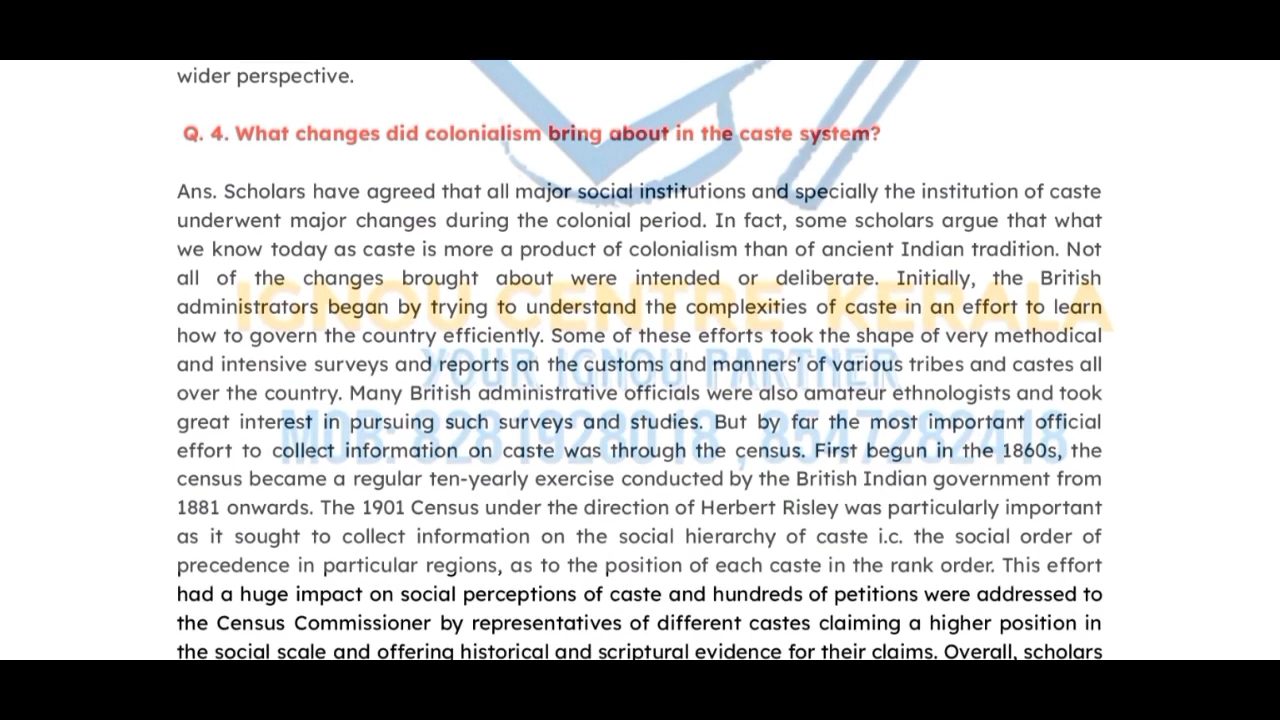 wider perspective.
Q. 4. What changes did colonialism bring about in the caste system?
Ans. Scholars have agreed that all major social institutions and specially the institution of caste
underwent major changes during the colonial period. In fact, some scholars argue that what
we know today as caste is more a product of colonialism than of ancient Indian tradition. Not
all of the changes brought about were intended or deliberate. Initially, the British
administrators began by trying to understand the complexities of caste in an effort to learn
how to govern the country efficiently. Some of these efforts took the shape of very methodical
and intensive surveys and reports on the customs and manners' of various tribes and castes all
over the country. Many British administrative officials were also amateur ethnologists and took
great interest in pursuing such surveys and studies. But by far the most important official
effort to collect information on caste was through the census. First begun in the 1860s, the
census became a regular ten-yearly exercise conducted by the British Indian government from
1881 onwards. The 1901 Census under the direction of Herbert Risley was particularly important
as it sought to collect information on the social hierarchy of caste i.c. the social order of
precedence in particular regions, as to the position of each caste in the rank order. This effort
had a huge impact on social perceptions of caste and hundreds of petitions were addressed to
the Census Commissioner by representatives of different castes claiming a higher position in
the social scale and offering historical and scriptural evidence for their claims. Overall, scholars
IGNOU CENTRE KERALA
YOUR IGNOU PARTNER
MOB: 8281928018, 8547282418